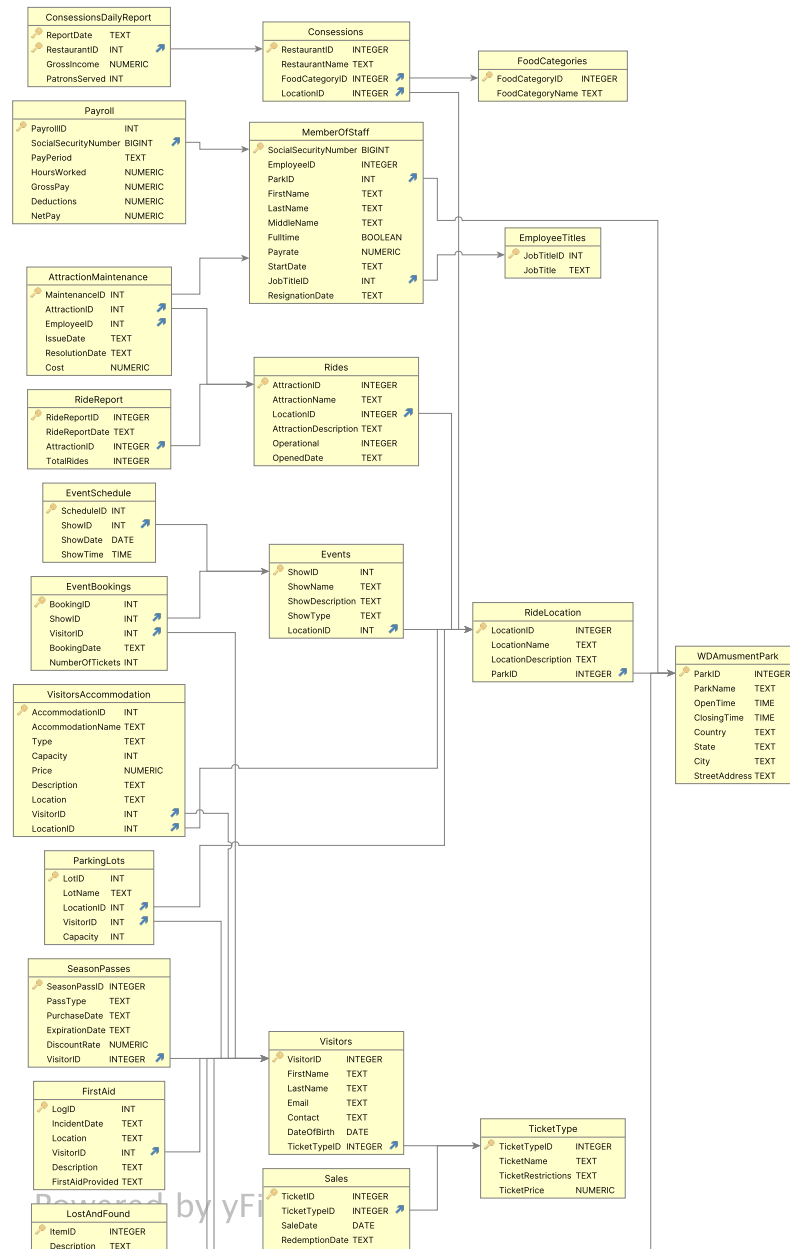 ConsessionsDailyReport
ReportDate TEXT
RestaurantID INT
GrossIncome NUMERIC
PatronsServed INT
Consessions
RestaurantID INTEGER
RestaurantName TEXT
FoodCategoryID INTEGER
LocationID INTEGER
FoodCategories
FoodCategoryID INTEGER
FoodCategoryName TEXT
Payroll
PayrollID INT
SocialSecurityNumber BIGINT
PayPeriod TEXT
HoursWorked NUMERIC
GrossPay NUMERIC
Deductions NUMERIC
NetPay NUMERIC
MemberOfStaff
SocialSecurityNumber BIGINT
EmployeeID INTEGER
ParkID INT
FirstName TEXT
LastName TEXT
MiddleName TEXT
Fulltime BOOLEAN
Payrate NUMERIC
StartDate TEXT
JobTitleID INT
ResignationDate TEXT
EmployeeTitles
JobTitleID INT
JobTitle TEXT
AttractionMaintenance
MaintenanceID INT
AttractionID INT
EmployeeID INT
IssueDate TEXT
ResolutionDate TEXT
Cost NUMERIC
Rides
AttractionID INTEGER
AttractionName TEXT
LocationID INTEGER
AttractionDescription TEXT
Operational INTEGER
OpenedDate TEXT
RideReport
RideReportID INTEGER
RideReportDate TEXT
AttractionID INTEGER
TotalRides INTEGER
EventSchedule
ScheduleID INT
ShowID INT
ShowDate DATE
ShowTime TIME
Events
ShowID INT
ShowName TEXT
ShowDescription TEXT
ShowType TEXT
LocationID INT
EventBookings
BookingID INT
ShowID INT
VisitorID INT
BookingDate TEXT
NumberOfTickets INT
RideLocation
LocationID INTEGER
LocationName TEXT
LocationDescription TEXT
ParkID INTEGER
WDAmusmentPark
ParkID INTEGER
ParkName TEXT
OpenTime TIME
ClosingTime TIME
Country TEXT
State TEXT
City TEXT
StreetAddress TEXT
VisitorsAccommodation
AccommodationID INT
AccommodationName TEXT
Type TEXT
Capacity INT
Price NUMERIC
Description TEXT
Location TEXT
VisitorID INT
LocationID INT
ParkingLots
LotID INT
LotName TEXT
LocationID INT
VisitorID INT
Capacity INT
SeasonPasses
SeasonPassID INTEGER
PassType TEXT
PurchaseDate TEXT
ExpirationDate TEXT
DiscountRate NUMERIC
VisitorID INTEGER
Visitors
VisitorID INTEGER
FirstName TEXT
LastName TEXT
Email TEXT
Contact TEXT
DateOfBirth DATE
TicketTypeID INTEGER
FirstAid
LogID INT
IncidentDate TEXT
Location TEXT
VisitorID INT
Description TEXT
FirstAidProvided TEXT
TicketType
TicketTypeID INTEGER
TicketName TEXT
TicketRestrictions TEXT
TicketPrice NUMERIC
Sales
TicketID INTEGER
TicketTypeID INTEGER
SaleDate DATE
RedemptionDate TEXT
Powered by yFi
LostAndFound
ItemID INTEGER
Description TEXT